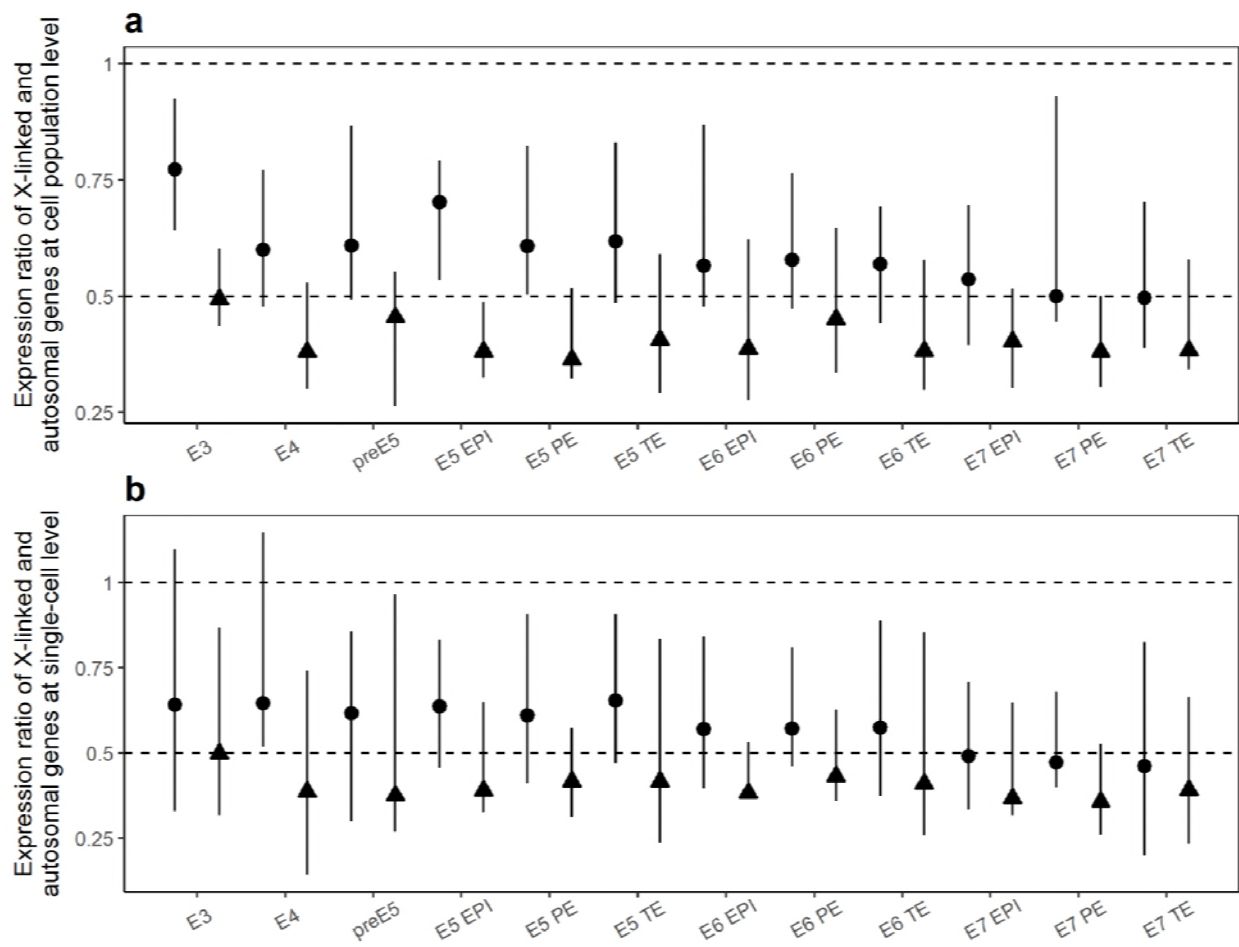 a
Expression ratio of X-linked and
autosomal genes at cell population level
1
0.75
0.5
0.25
E3
E4
preE5
E5 EPI
E5 PE
E5 TE
E6 EPI
E6 PE
E6 TE
E7 EPI
E7 PE
E7 TE
b
Expression ratio of X-linked and
autosomal genes at single-cell level
1
0.75
0.5
0.25
E3
E4
preE5
E5 EPI
E5 PE
E5 TE
E6 EPI
E6 PE
E6 TE
E7 EPI
E7 PE
E7 TE